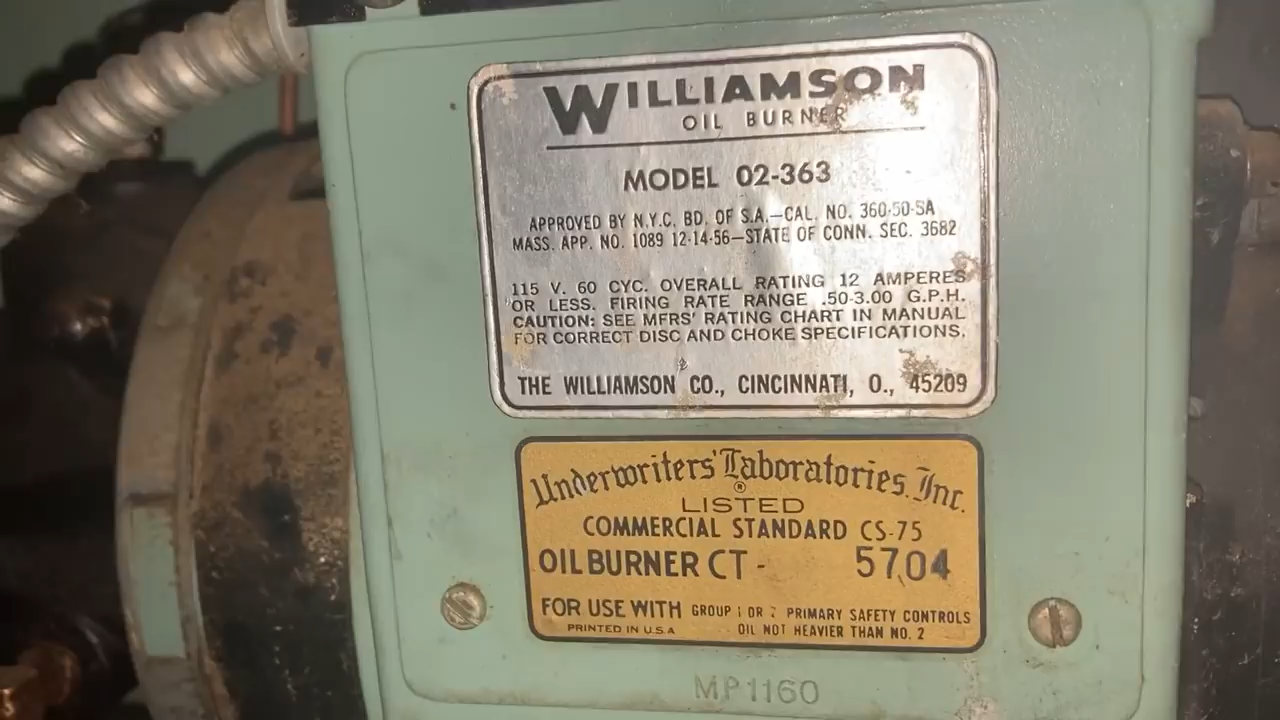 WILLIAMSON
OIL BURNER
MODEL 02-363
APPROVED BY N.Y.C. BD. OF S.A.—CAL. NO. 360-50-SA
MASS. APP. NO. 1089 12-14-56—STATE OF CONN. SEC. 3682
115 V. 60 CYC. OVERALL RATING 12 AMPERES
OR LESS. FIRING RATE RANGE .50-3.00 G.P.H.
CAUTION: SEE MFRS' RATING CHART IN MANUAL
FOR CORRECT DISC AND CHOKE SPECIFICATIONS.
THE WILLIAMSON CO., CINCINNATI, O., 45209
Underwriters' Laboratories, Inc.
®
LISTED
COMMERCIAL STANDARD CS-75
OIL BURNER CT - 5704
FOR USE WITH GROUP 1 OR 2 PRIMARY SAFETY CONTROLS
PRINTED IN U.S.A OIL NOT HEAVIER THAN NO. 2
MP1160